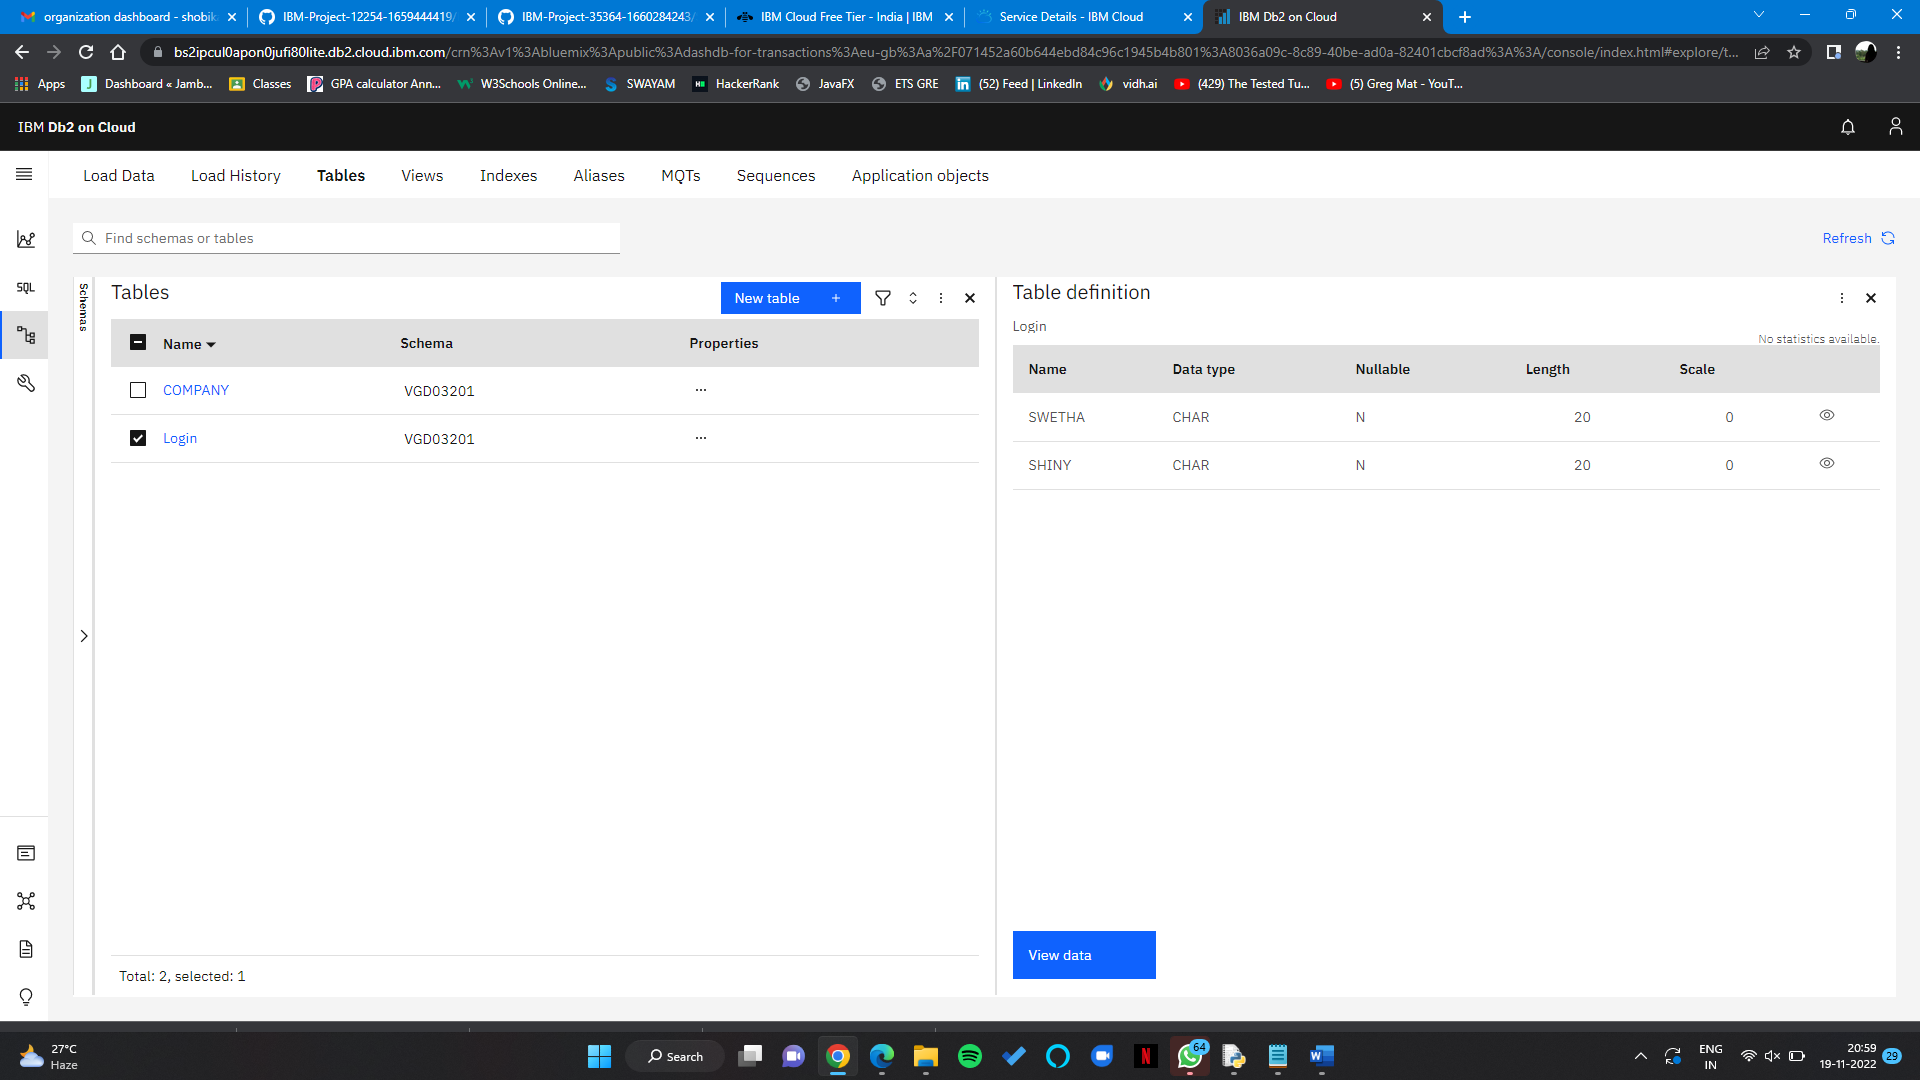 organization dashboard - shobik
IBM-Project-12254-1659444419/
IBM-Project-35364-1660284243/
IBM Cloud Free Tier - India | IBM
Service Details - IBM Cloud
IBM Db2 on Cloud
bs2ipcul0apon0jufi80lite.db2.cloud.ibm.com/crn%3Av1%3Abluemix%3Apublic%3Adashdb-for-transactions%3Aeu-gb%3Aa%2F071452a60b644ebd84c96c1945b4b801%3A8036a09c-8c89-40be-ad0a-82401cbcf8ad%3A%3A/console/index.html#explore/t...
Apps
Dashboard « Jamb...
Classes
GPA calculator Ann...
W3Schools Online...
SWAYAM
HackerRank
JavaFX
ETS GRE
(52) Feed | LinkedIn
vidh.ai
(429) The Tested Tu...
(5) Greg Mat - YouT...
IBM Db2 on Cloud
Load Data
Load History
Tables
Views
Indexes
Aliases
MQTs
Sequences
Application objects
Find schemas or tables
Refresh
SQL
Schemas
Tables
New table +
Name
Schema
Properties
COMPANY
VGD03201
...
Login
VGD03201
...
Total: 2, selected: 1
Table definition
Login
No statistics available.
Name
Data type
Nullable
Length
Scale
SWETHA
CHAR
N
20
0
SHINY
CHAR
N
20
0
View data
27°C
Haze
Search
64
ENG
IN
20:59
19-11-2022
29